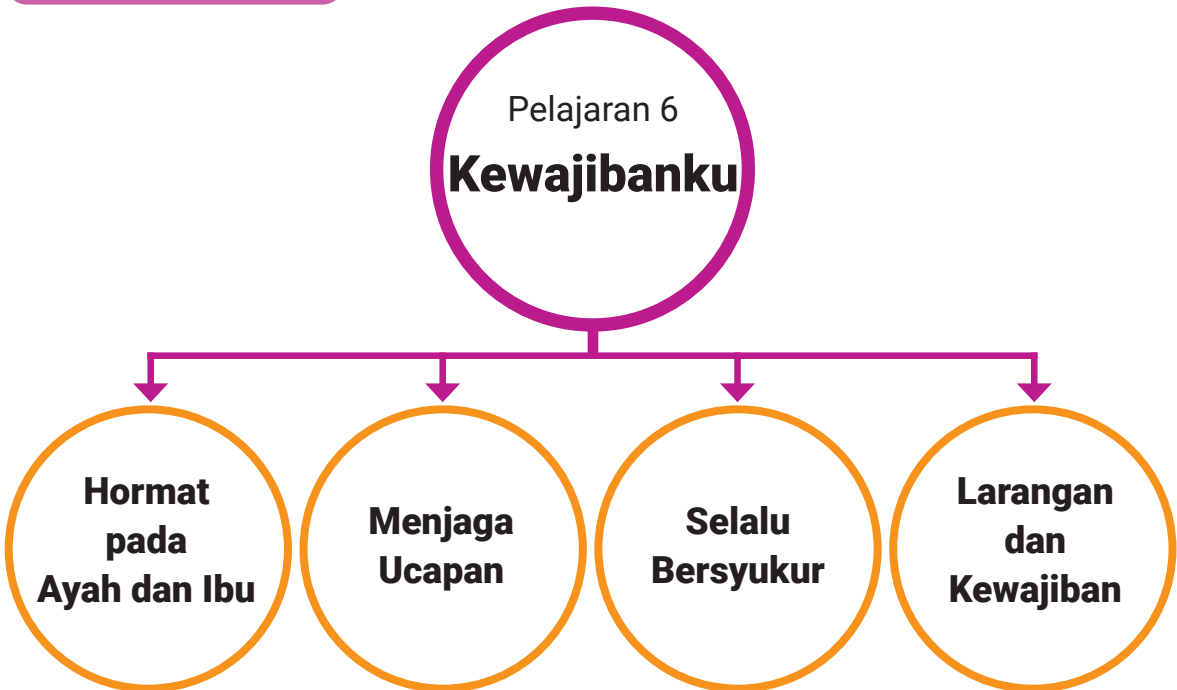 Pelajaran 6
Kewajibanku
Hormat
pada
Ayah dan Ibu
Menjaga
Ucapan
Selalu
Bersyukur
Larangan
dan
Kewajiban